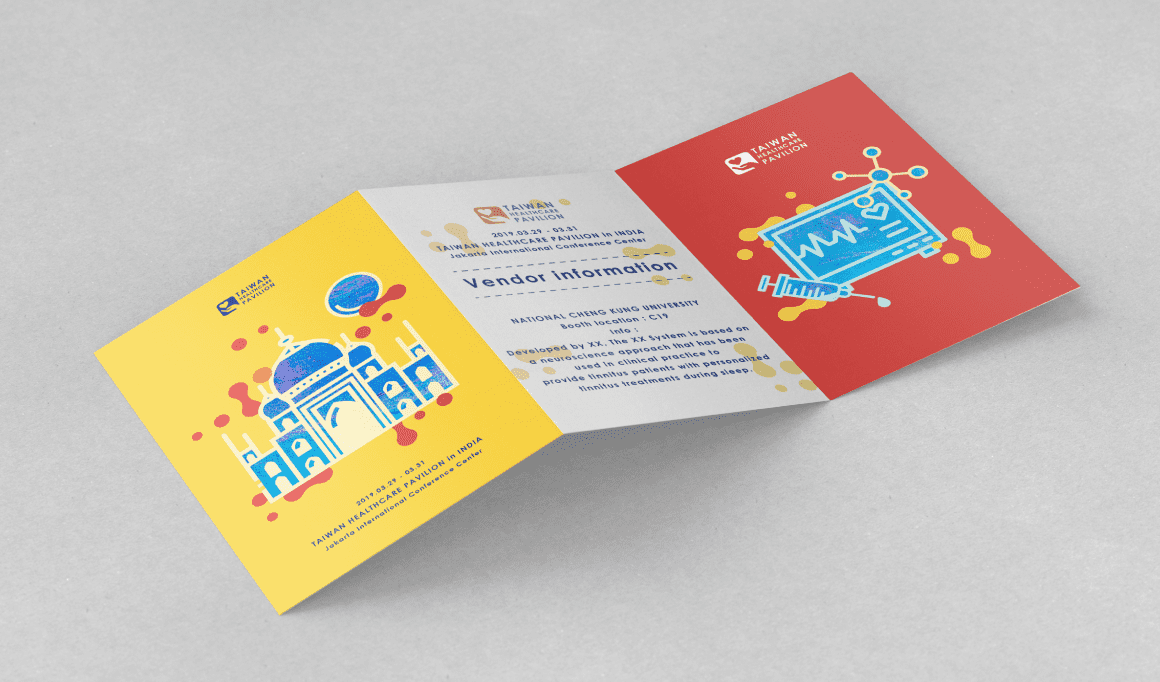 TAIWAN
HEALTHCARE
PAVILION
2019.03.29 - 03.31
TAIWAN HEALTHCARE PAVILION in INDIA
Jakarta International Conference Center
TAIWAN
HEALTHCARE
PAVILION
2019.03.29 - 03.31
TAIWAN HEALTHCARE PAVILION in INDIA
Jakarta International Conference Center
Vendor information
NATIONAL CHENG KUNG UNIVERSITY
Booth location : C19
Info :
Developed by XX, The XX System is based on
a neuroscience approach that has been
used in clinical practice to
provide tinnitus patients with personalized
tinnitus treatments during sleep.
TAIWAN
HEALTHCARE
PAVILION